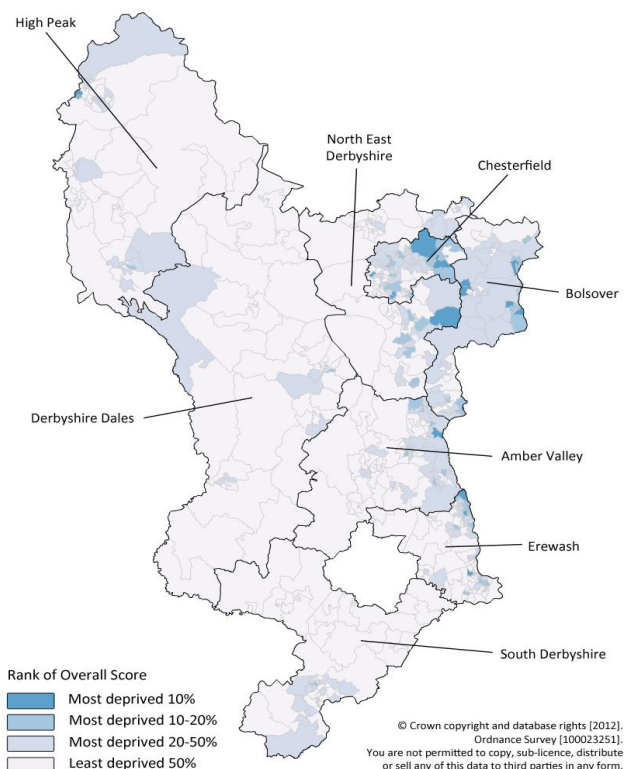 High Peak
North East
Derbyshire
Chesterfield
Bolsover
Derbyshire Dales
Amber Valley
Erewash
South Derbyshire
Rank of Overall Score
Most deprived 10%
Most deprived 10-20%
Most deprived 20-50%
Least deprived 50%
© Crown copyright and database rights [2012].
Ordnance Survey [100023251].
You are not permitted to copy, sub-licence, distribute
or sell any of this data to third parties in any form.